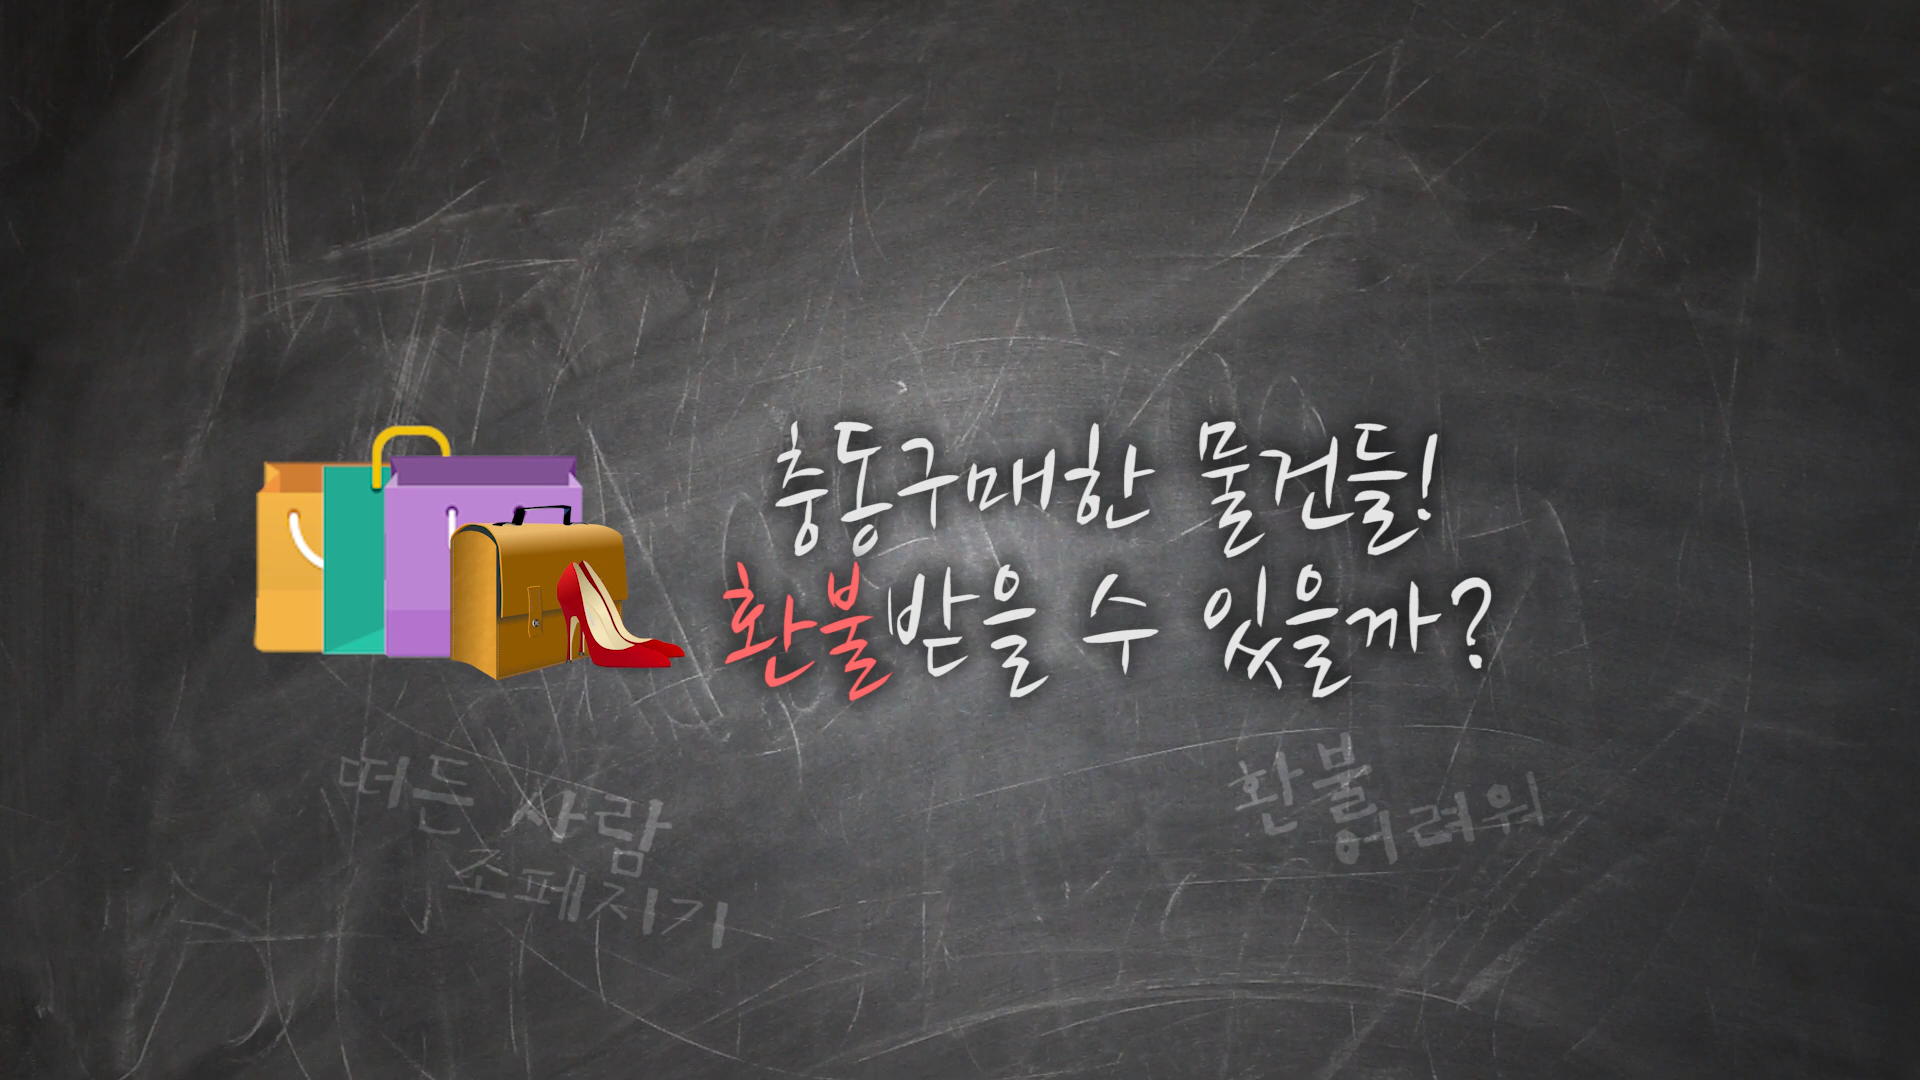 충동구매한 물건들!
환불받을 수 있을까?
떠든 사람
조패지기
환불
어려워